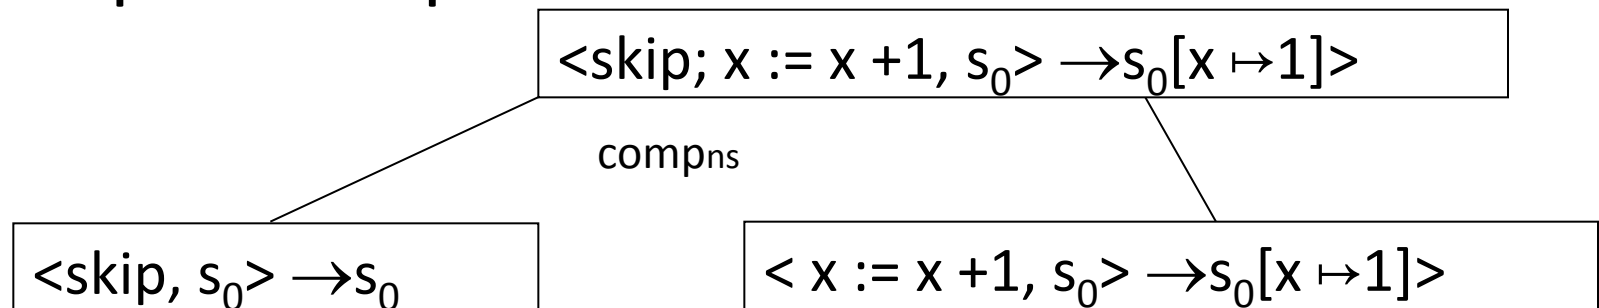 <skip; x := x +1, s₀> →s₀[x ↦1]>
compns
<skip, s₀> →s₀
< x := x +1, s₀> →s₀[x ↦1]>